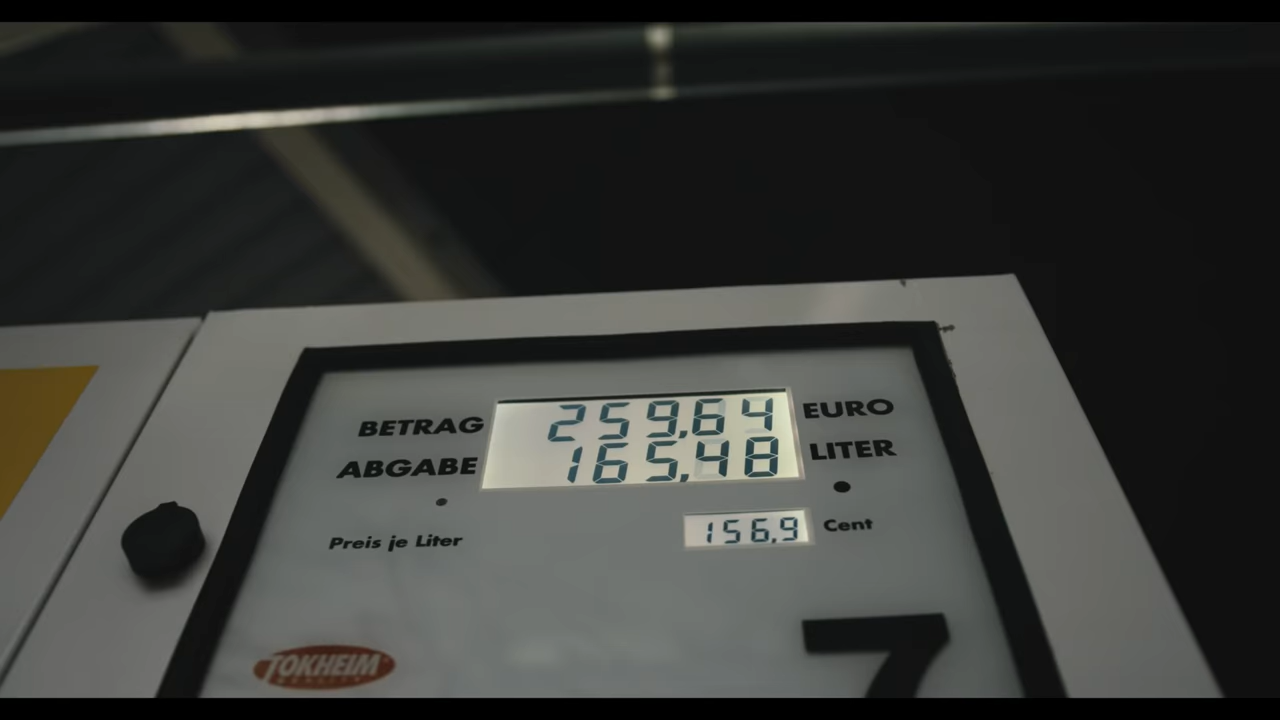 BETRAG 259,64 EURO
ABGABE 165,48 LITER
Preis je Liter 156,9 Cent
TOKHEIM
7